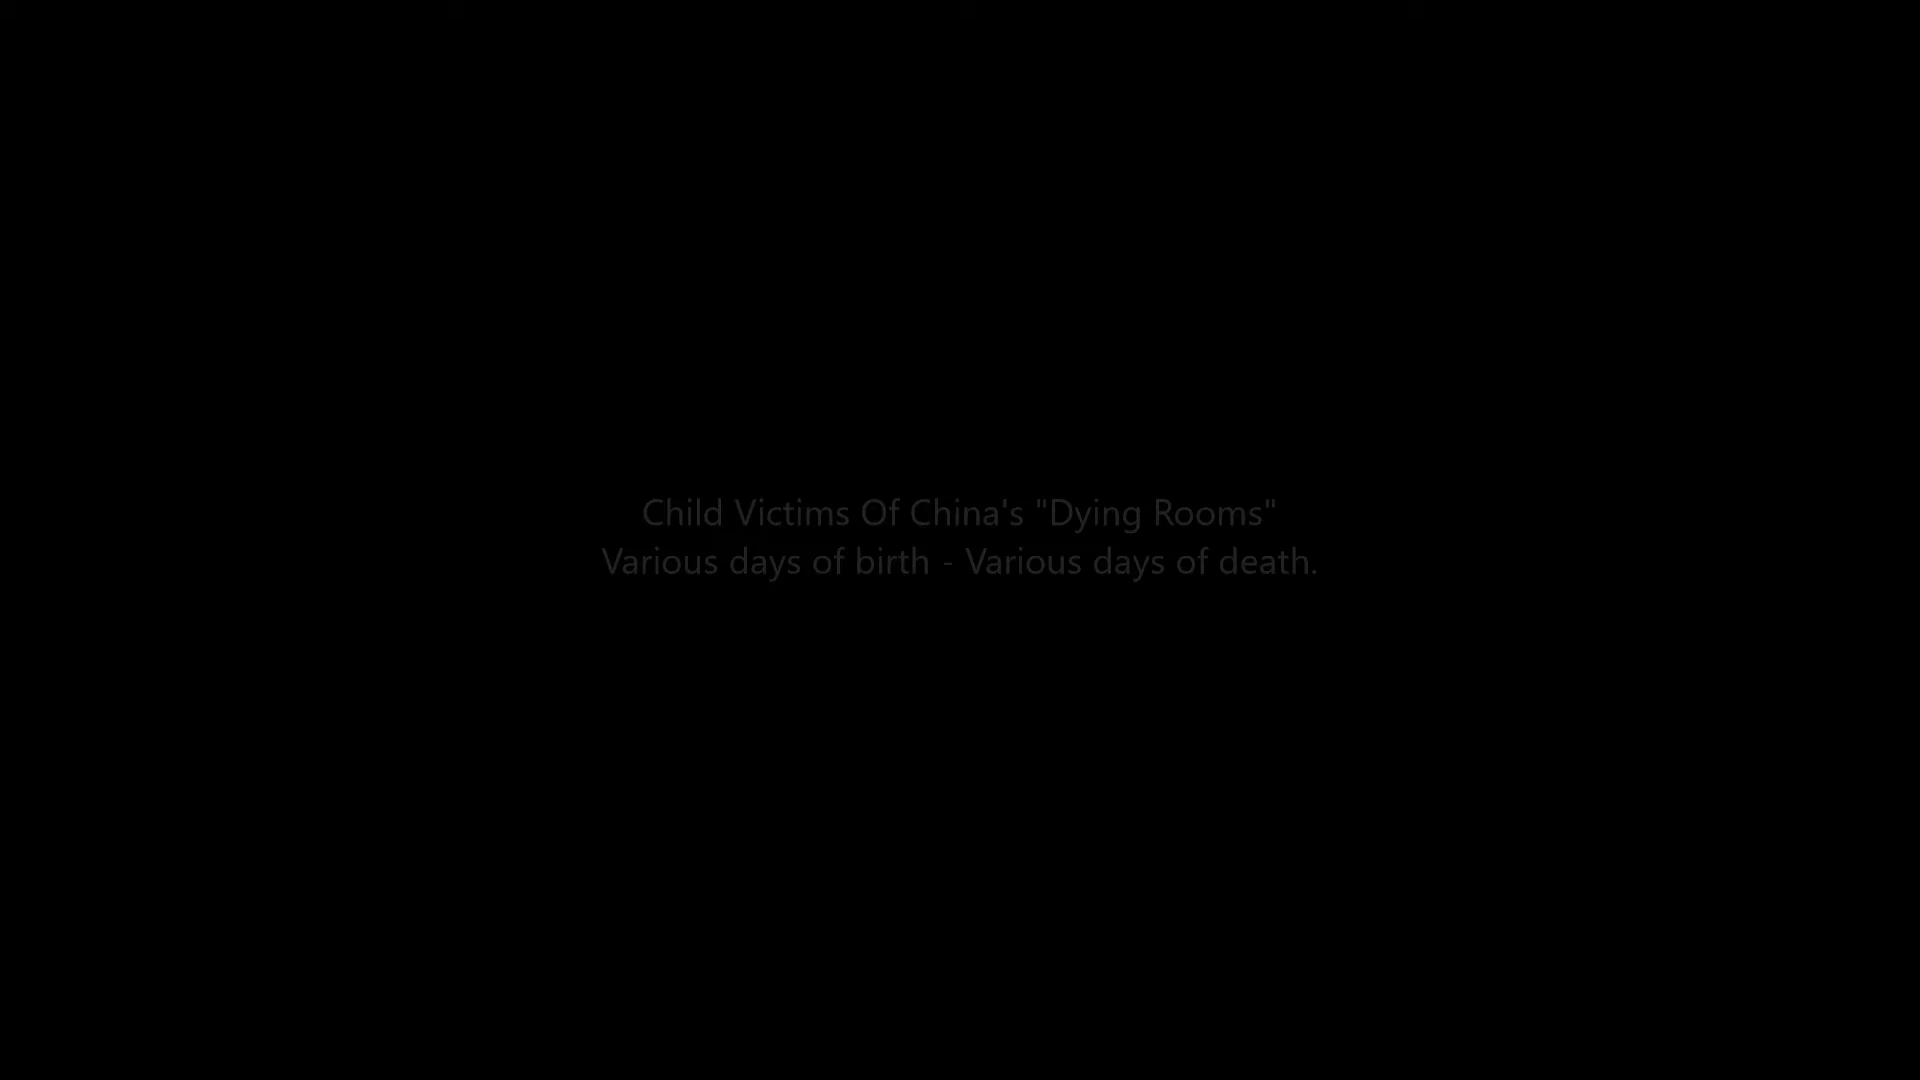 Child Victims Of China's "Dying Rooms"
Various days of birth - Various days of death.